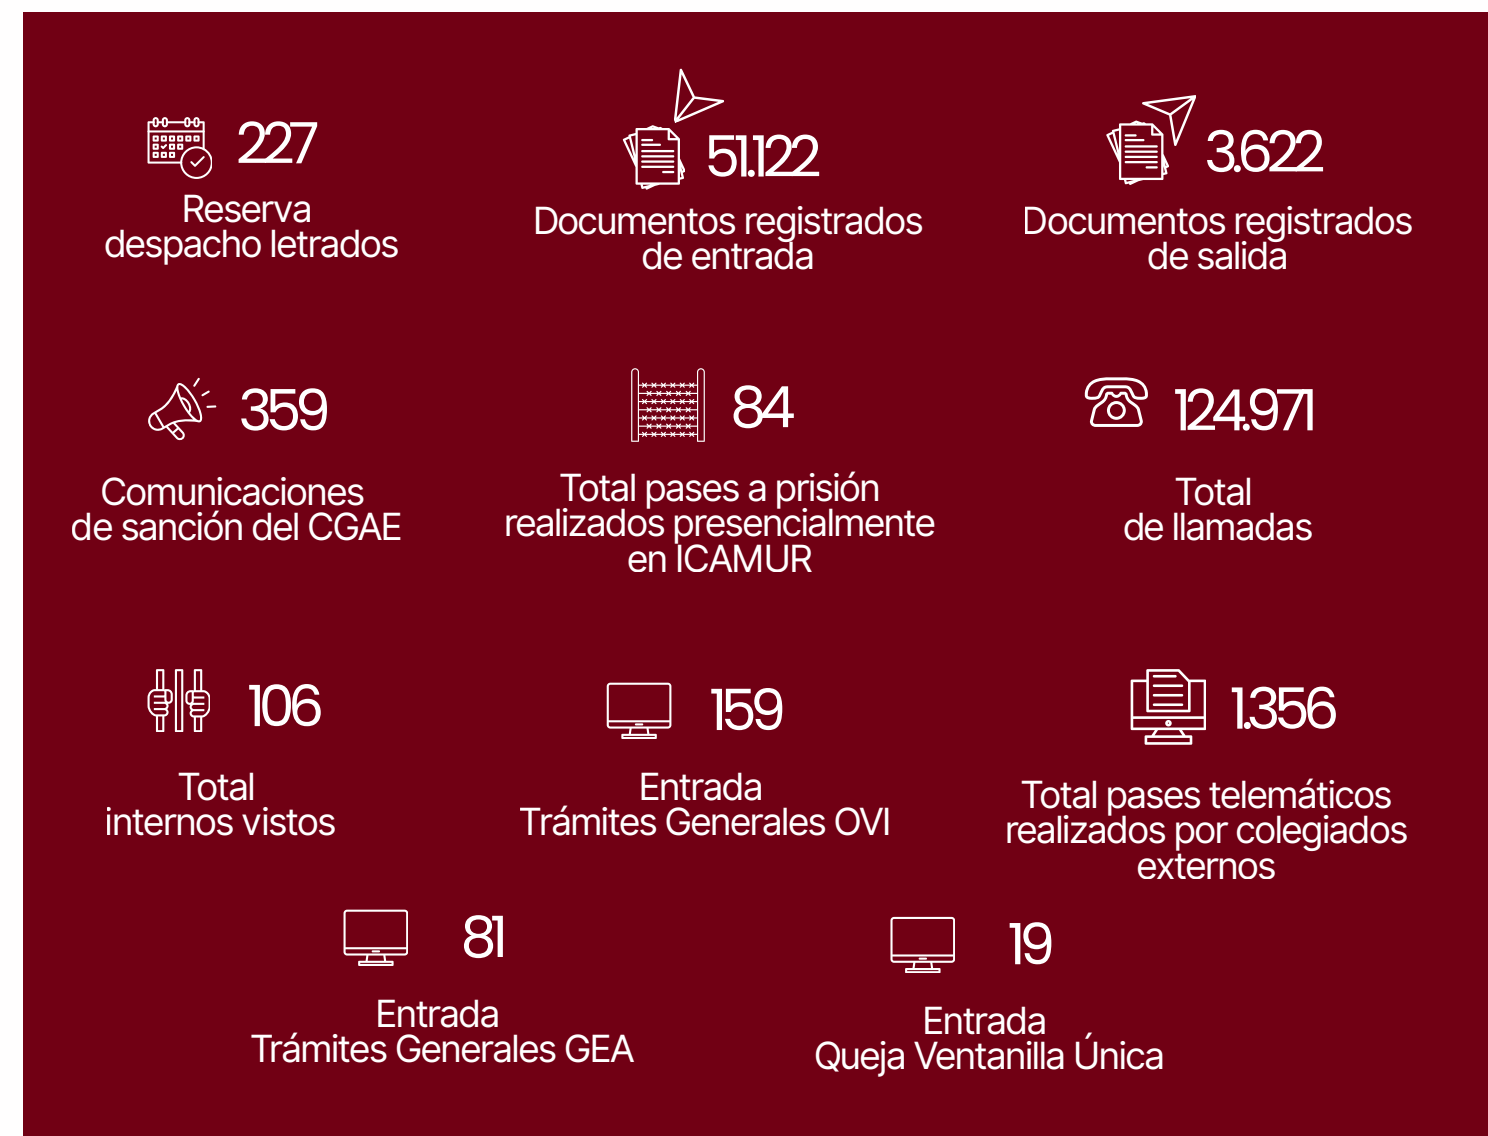 227
Reserva
despacho letrados
51.122
Documentos registrados
de entrada
3.622
Documentos registrados
de salida
359
Comunicaciones
de sanción del CGAE
84
Total pases a prisión
realizados presencialmente
en ICAMUR
124.971
Total
de llamadas
106
Total
internos vistos
159
Entrada
Trámites Generales OVI
1.356
Total pases telemáticos
realizados por colegiados
externos
81
Entrada
Trámites Generales GEA
19
Entrada
Queja Ventanilla Única